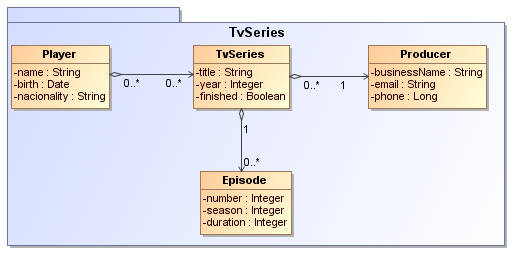 TvSeries
Player
-name : String
-birth : Date
-nacionality : String
0..*
0..*
TvSeries
-title : String
-year : Integer
-finished : Boolean
0..*
1
Producer
-businessName : String
-email : String
-phone : Long
1
0..*
Episode
-number : Integer
-season : Integer
-duration : Integer